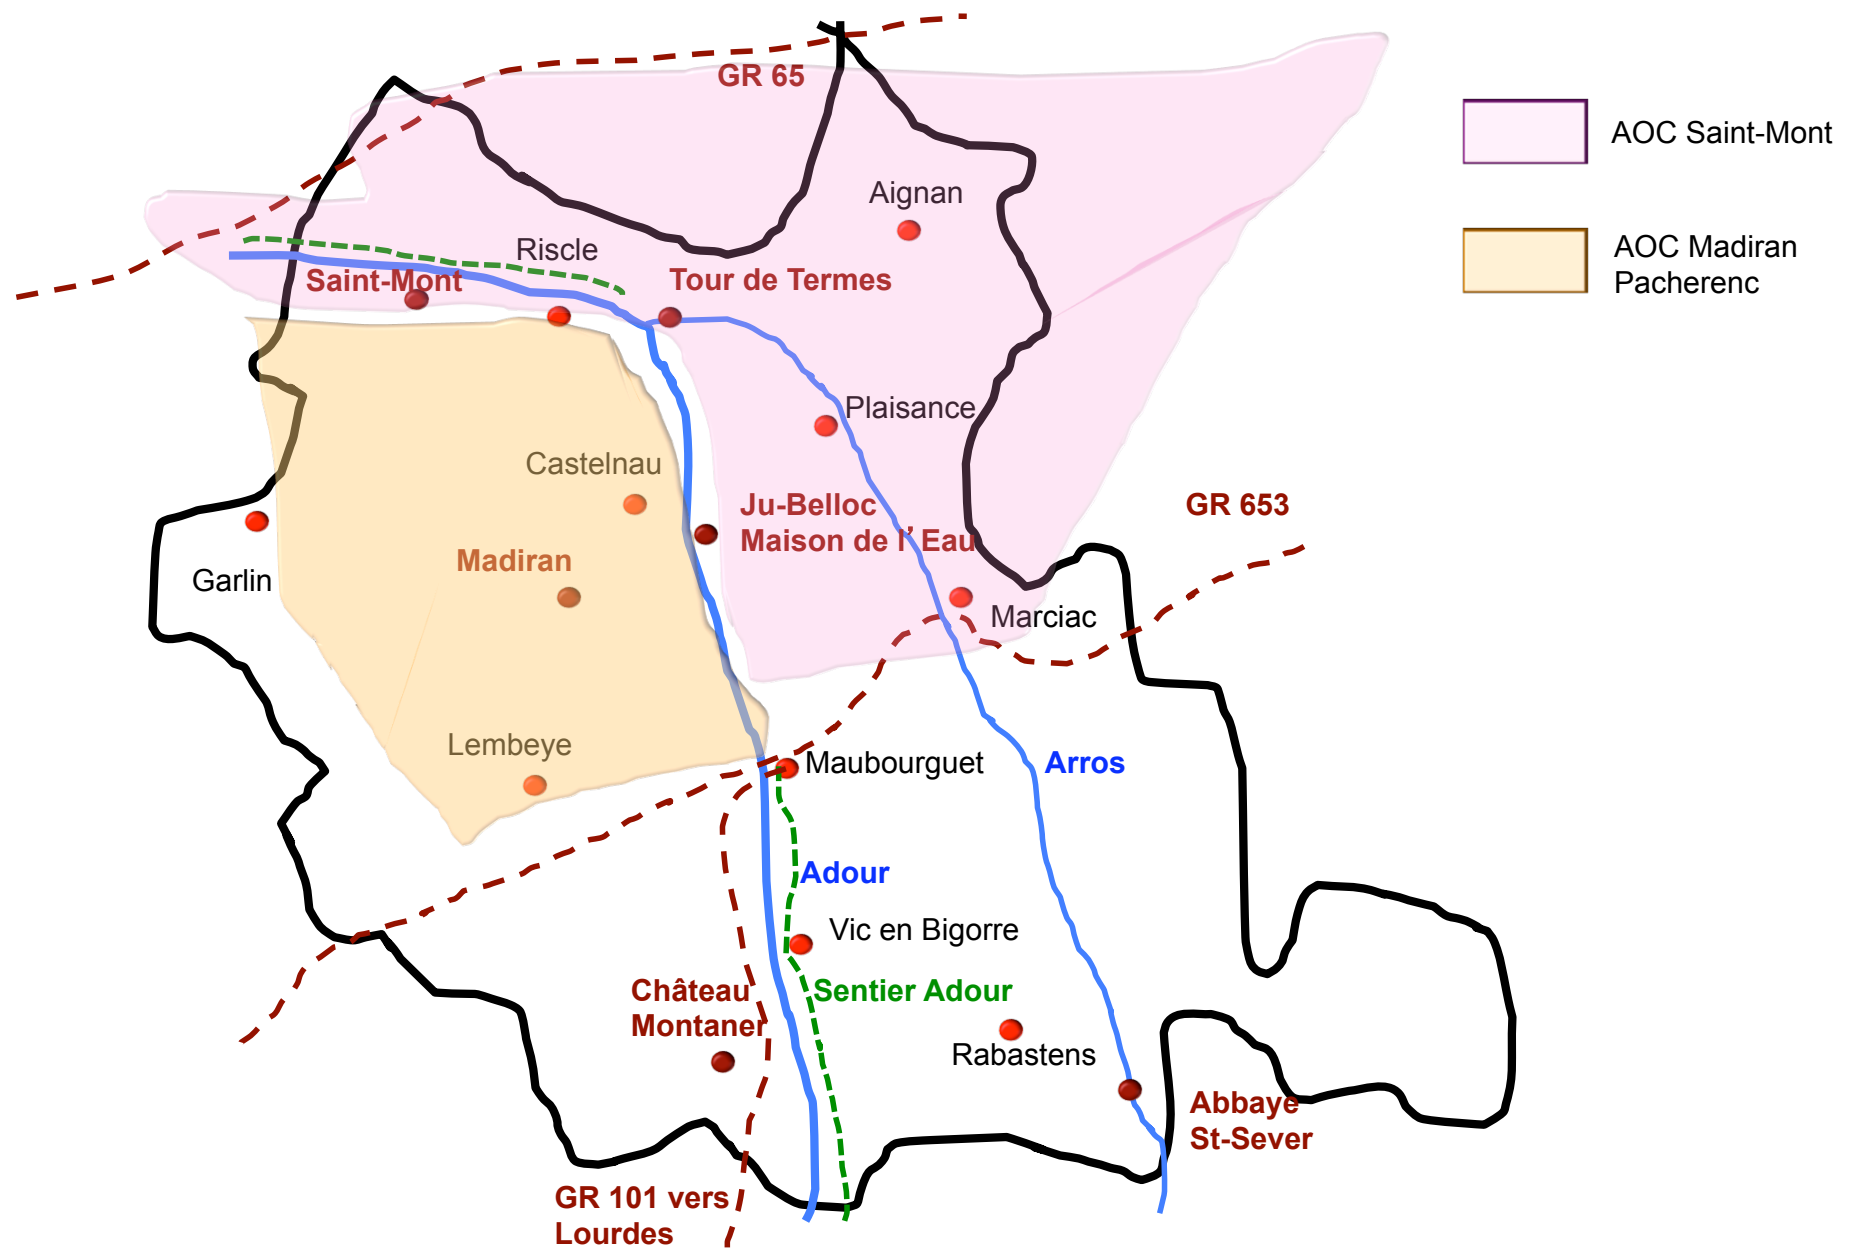 GR 65
AOC Saint-Mont
Aignan
Riscle
AOC Madiran
Pacherenc
Saint-Mont
Tour de Termes
Plaisance
Castelnau
Ju-Belloc
Maison de l’Eau
GR 653
Madiran
Garlin
Marciac
Lembeye
Maubourguet
Arros
Adour
Vic en Bigorre
Château
Montaner
Sentier Adour
Rabastens
Abbaye
St-Sever
GR 101 vers
Lourdes